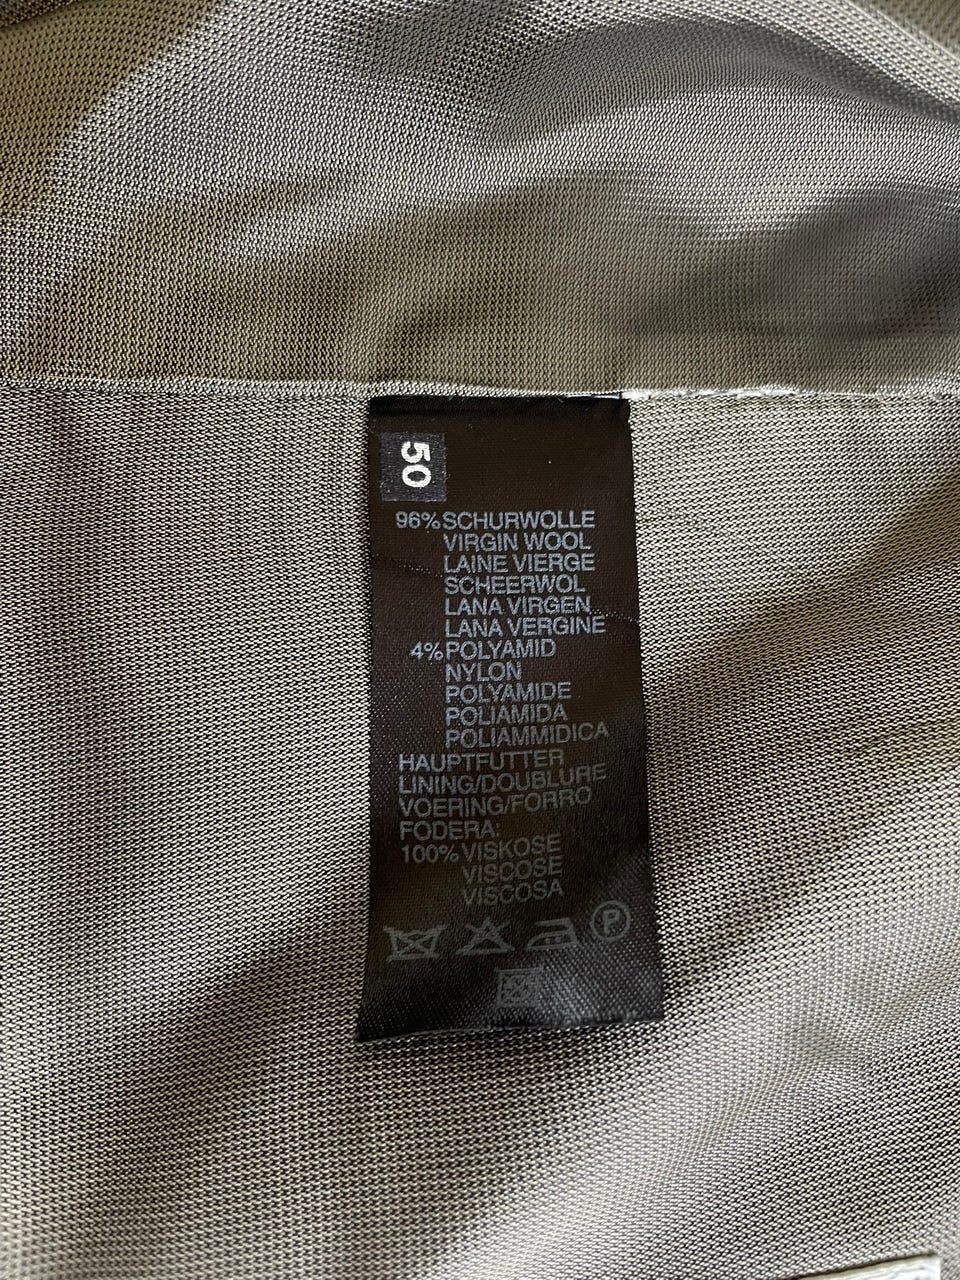 50
96% SCHURWOLLE
VIRGIN WOOL
LAINE VIERGE
SCHEERWOL
LANA VIRGEN
LANA VERGINE
4% POLYAMID
NYLON
POLYAMIDE
POLIAMIDA
POLIAMMIDICA
HAUPTFUTTER
LINING/DOUBLURE
VOERING/FORRO
FODERA:
100% VISKOSE
VISCOSE
VISCOSA
P